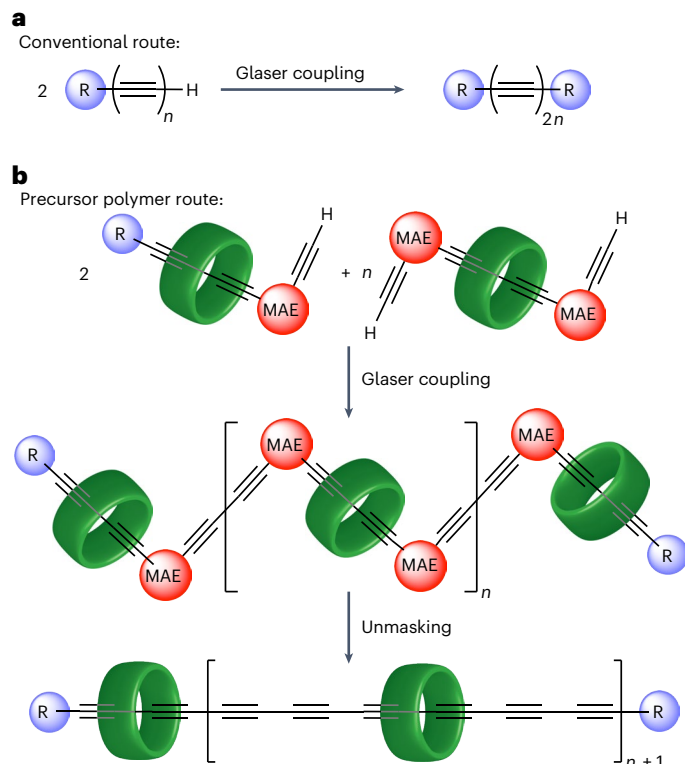 a
Conventional route:
2 R ( )n H Glaser coupling R ( )2n R
b
Precursor polymer route:
R H MAE H
2 MAE + n MAE
H
Glaser coupling
R MAE MAE
MAE MAE n R
Unmasking
R n + 1 R